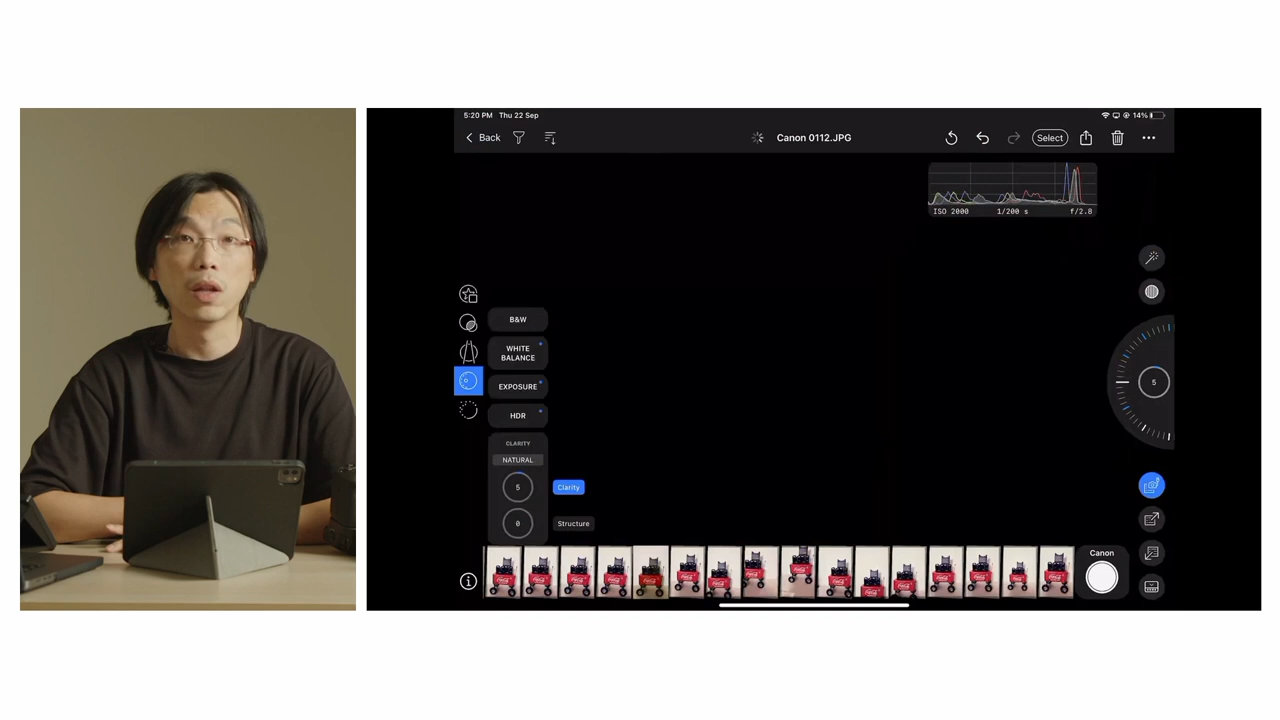 5:20 PM Thu 22 Sep
14%
Back
Canon 0112.JPG
Select
ISO 2000 1/200 s f/2.8
B&W
WHITE
BALANCE
EXPOSURE
HDR
CLARITY
NATURAL
5
Clarity
0
Structure
5
Canon